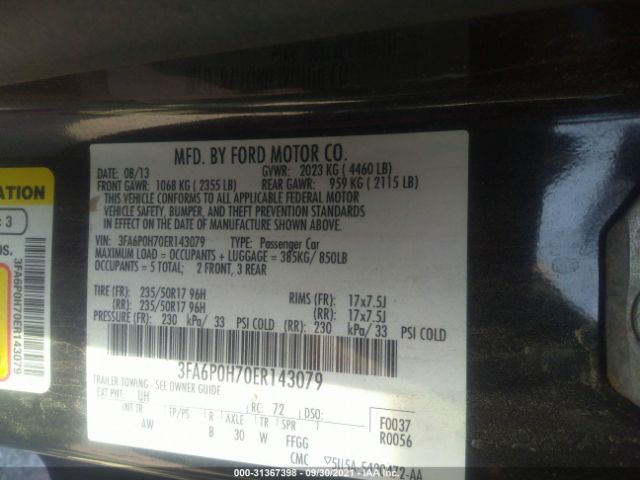 MFD. BY FORD MOTOR CO.
DATE: 08/13 GVWR: 2023 KG ( 4460 LB)
FRONT GAWR: 1068 KG ( 2355 LB) REAR GAWR: 959 KG ( 2115 LB)
"THIS VEHICLE CONFORMS TO ALL APPLICABLE FEDERAL MOTOR
VEHICLE SAFETY, BUMPER, AND THEFT PREVENTION STANDARDS
IN EFFECT ON THE DATE OF MANUFACTURE SHOWN ABOVE."
VIN: 3FA6P0H70ER143079 TYPE: Passenger Car
MAXIMUM LOAD = OCCUPANTS + LUGGAGE = 385KG/ 850LB
OCCUPANTS = 5 TOTAL; 2 FRONT, 3 REAR
TIRE (FR): 235/50R17 96H RIMS (FR): 17x7.5J
(RR): 235/50R17 96H (RR): 17x7.5J
PRESSURE (FR): 230 kPa/ 33 PSI COLD (RR): 230 kPa/ 33 PSI COLD
3FA6P0H70ER143079
TRAILER TOWING - SEE OWNER GUIDE
EXT PNT: UH RC: 72 DSO: F0037
INT TR TP/PS R AXLE TR SPR R0056
AW B 30 W FFGG
CMC
ATION
: 3
OS.
3FA6P0H70ER143079
000-31367398 - 09/30/2021 - IAAI.COM